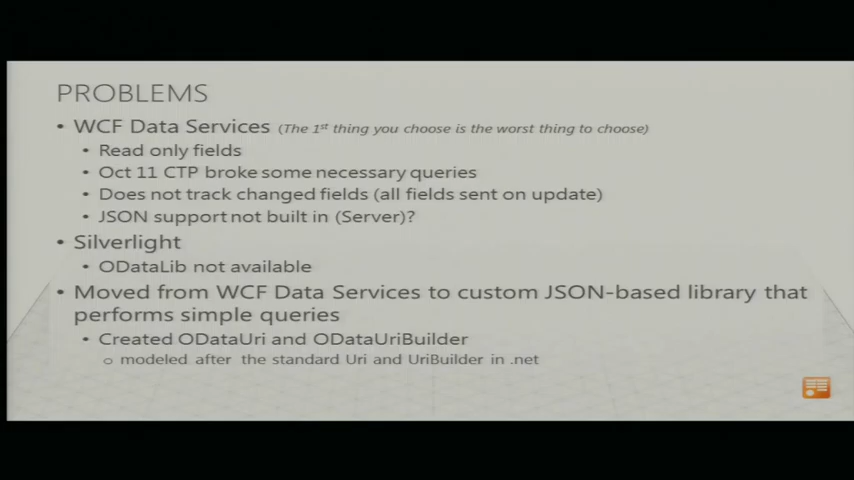 PROBLEMS
• WCF Data Services (The 1st thing you choose is the worst thing to choose)
• Read only fields
• Oct 11 CTP broke some necessary queries
• Does not track changed fields (all fields sent on update)
• JSON support not built in (Server)?
• Silverlight
• ODataLib not available
• Moved from WCF Data Services to custom JSON-based library that
performs simple queries
• Created ODataUri and ODataUriBuilder
o modeled after the standard Uri and UriBuilder in .net